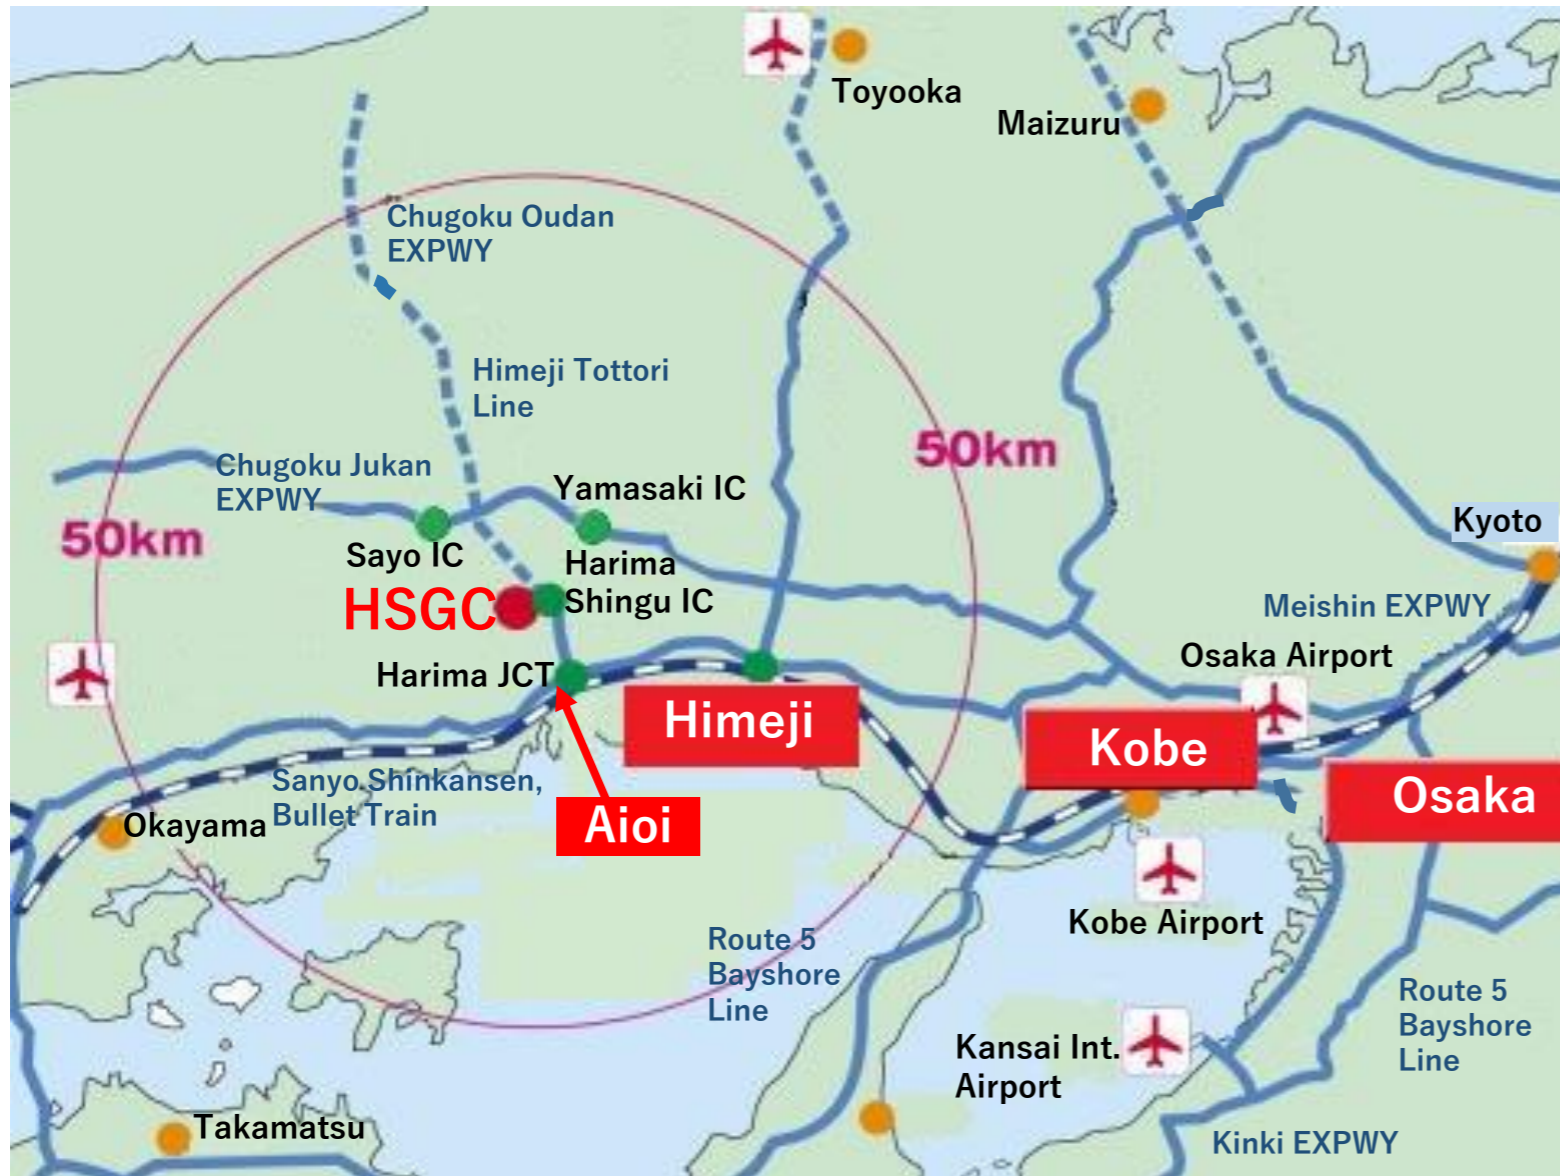 Toyooka
Maizuru
Chugoku Oudan
EXPWY
Himeji Tottori
Line
50km
Chugoku Jukan
EXPWY
Yamasaki IC
50km
Sayo IC
Kyoto
Harima
Shingu IC
HSGC
Meishin EXPWY
Osaka Airport
Harima JCT
Himeji
Kobe
Osaka
Sanyo Shinkansen,
Bullet Train
Okayama
Aioi
Kobe Airport
Route 5
Bayshore
Line
Route 5
Bayshore
Line
Kansai Int.
Airport
Takamatsu
Kinki EXPWY